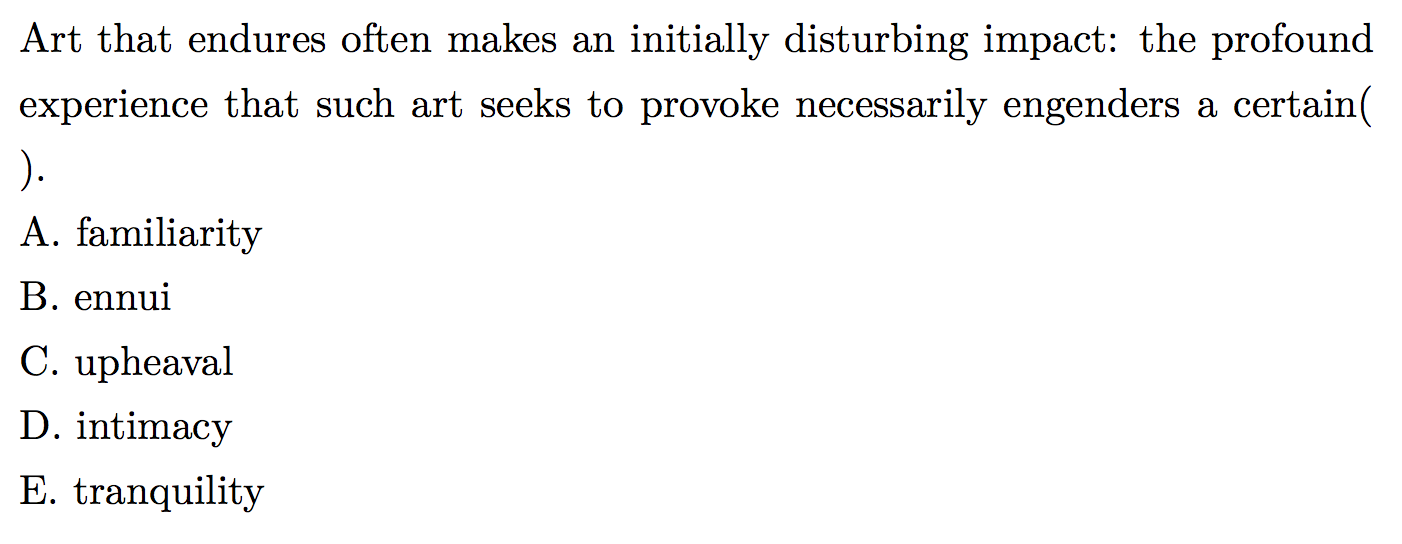 Art that endures often makes an initially disturbing impact: the profound
experience that such art seeks to provoke necessarily engenders a certain(
).
A. familiarity
B. ennui
C. upheaval
D. intimacy
E. tranquility